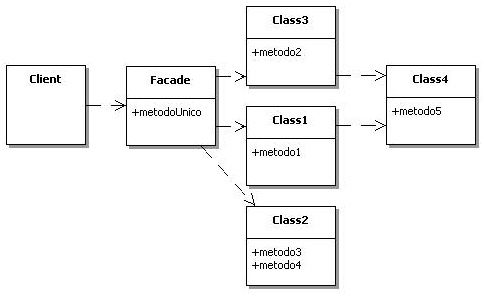 Client
Facade
+metodoUnico
Class3
+metodo2
Class1
+metodo1
Class2
+metodo3
+metodo4
Class4
+metodo5